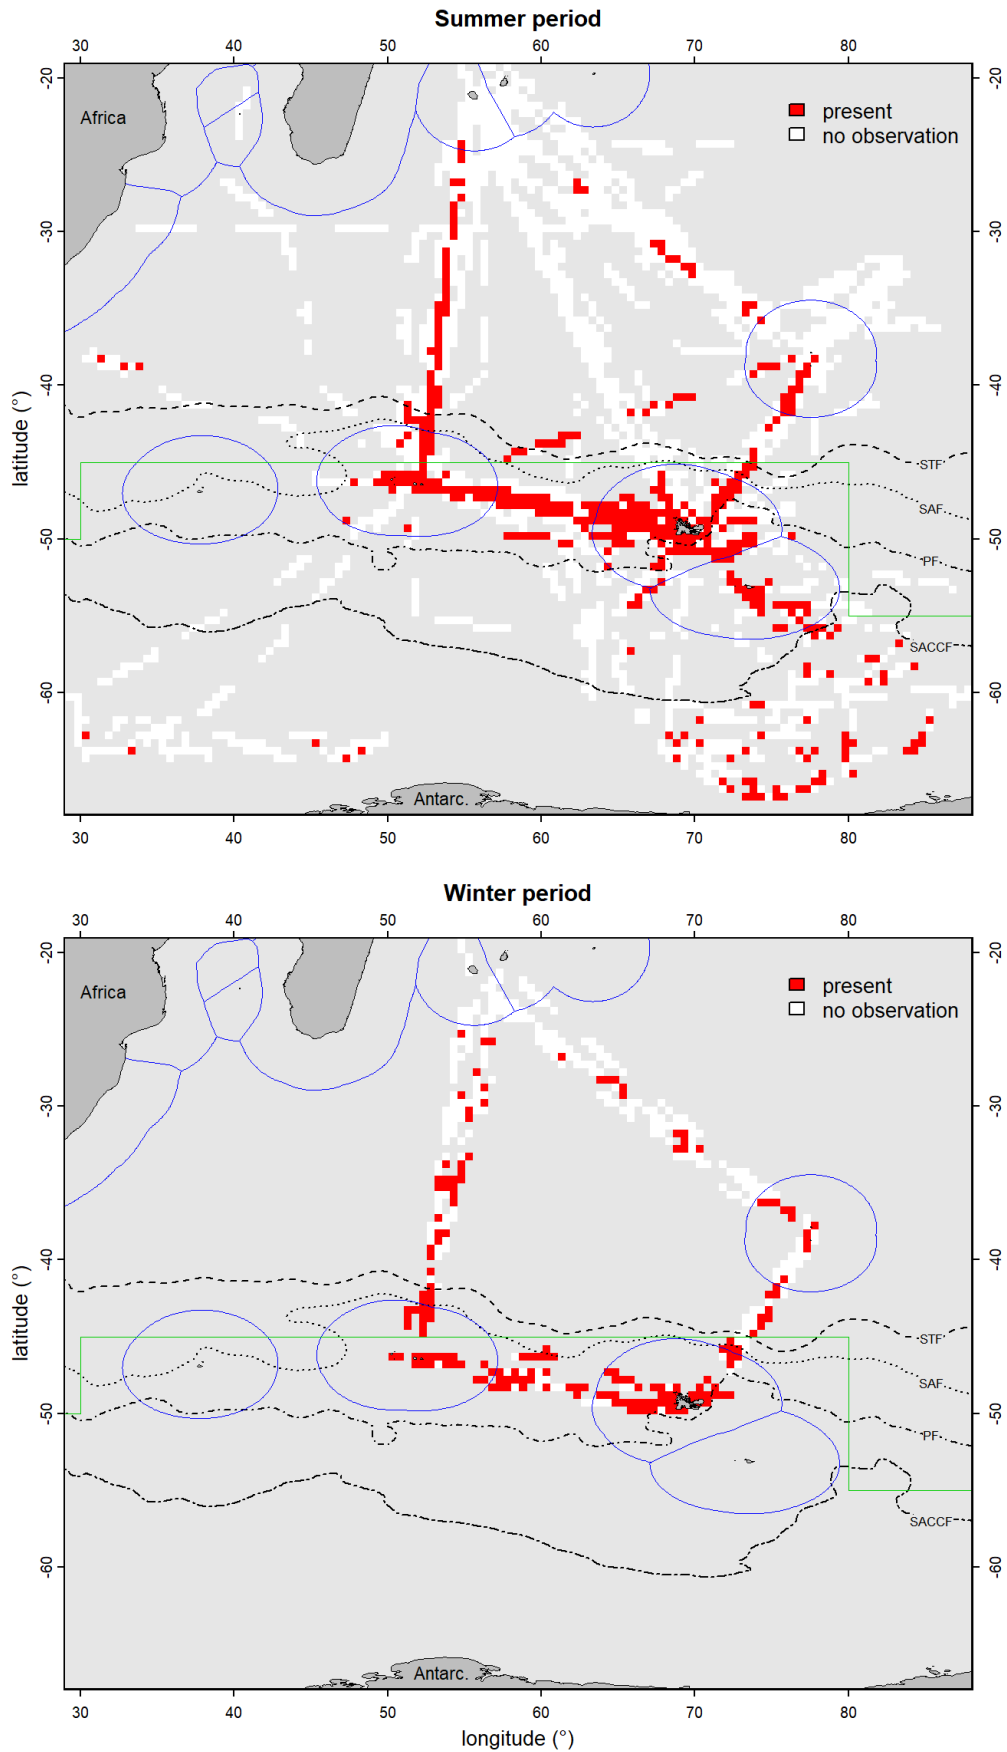 Summer period
30 40 50 60 70 80
-20 -20
Africa
present
no observation
-30 -30
-40 -40
latitude (°)
STF
SAF
-50 -50
PF
SACCF
-60 -60
Antarc.
30 40 50 60 70 80
Winter period
30 40 50 60 70 80
-20 -20
Africa
present
no observation
-30 -30
-40 -40
latitude (°)
STF
SAF
-50 -50
PF
SACCF
-60 -60
Antarc.
30 40 50 60 70 80
longitude (°)